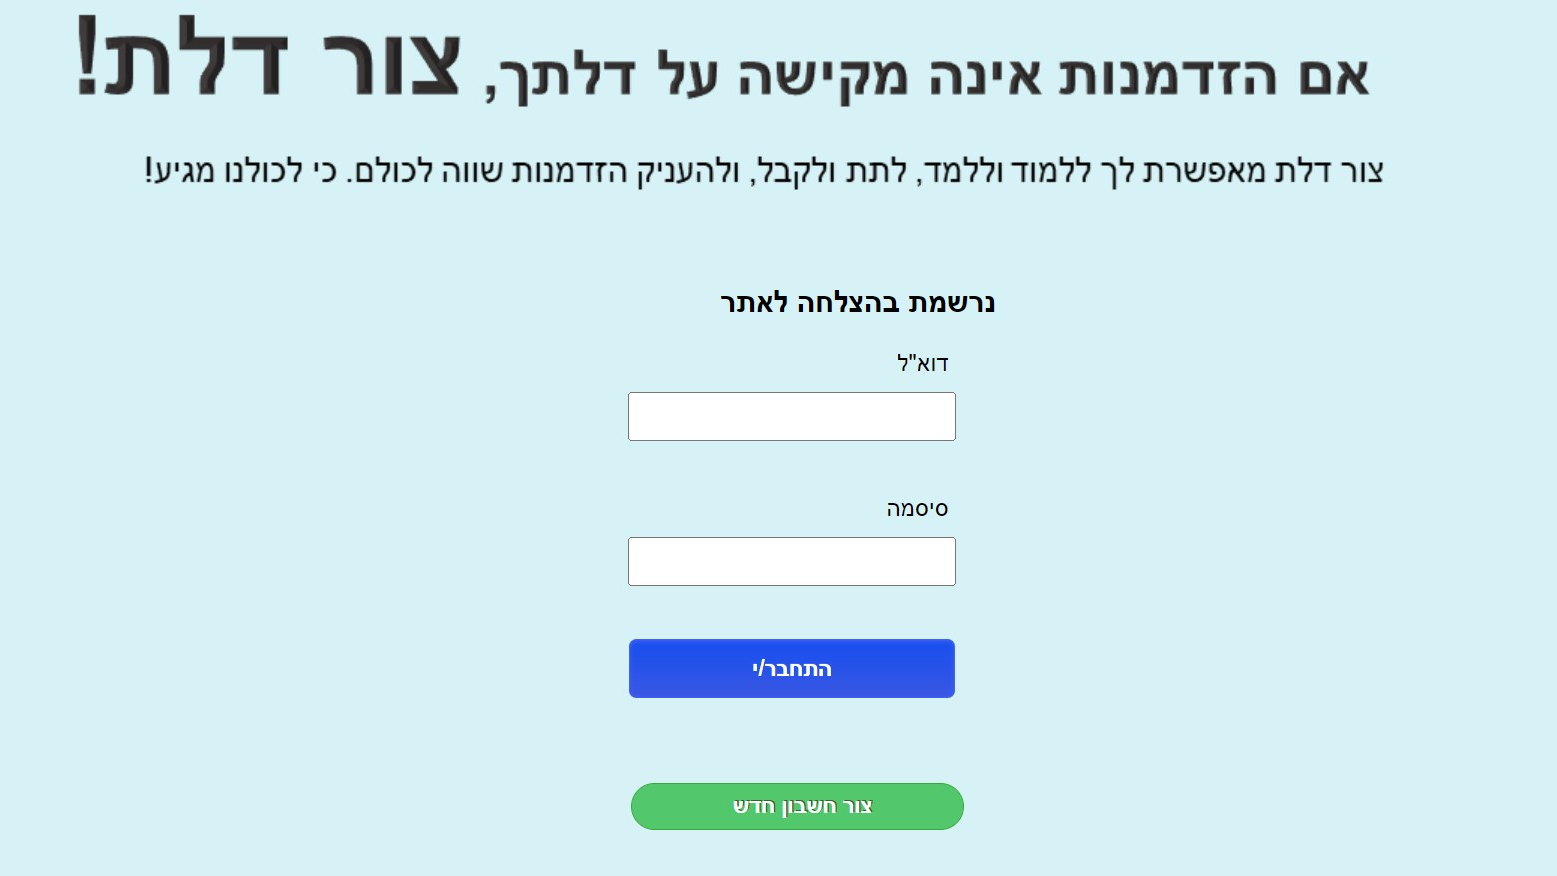 אם הזדמנות אינה מקישה על דלתך, צור דלת!
צור דלת מאפשרת לך ללמוד וללמד, לתת ולקבל, ולהעניק הזדמנות שווה לכולם. כי לכולנו מגיע!
נרשמת בהצלחה לאתר
דוא"ל
סיסמה
התחבר/י
צור חשבון חדש